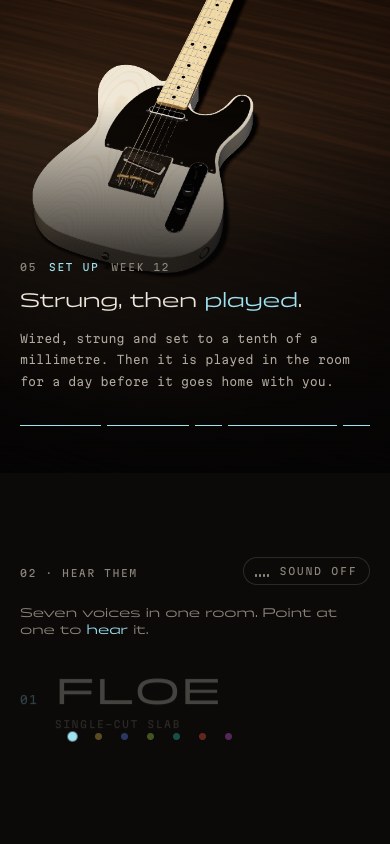 05 SET UP WEEK 12
Strung, then played.
Wired, strung and set to a tenth of a
millimetre. Then it is played in the room
for a day before it goes home with you.
02 · HEAR THEM
SOUND OFF
Seven voices in one room. Point at
one to hear it.
01 FLOE
SINGLE-CUT SLAB